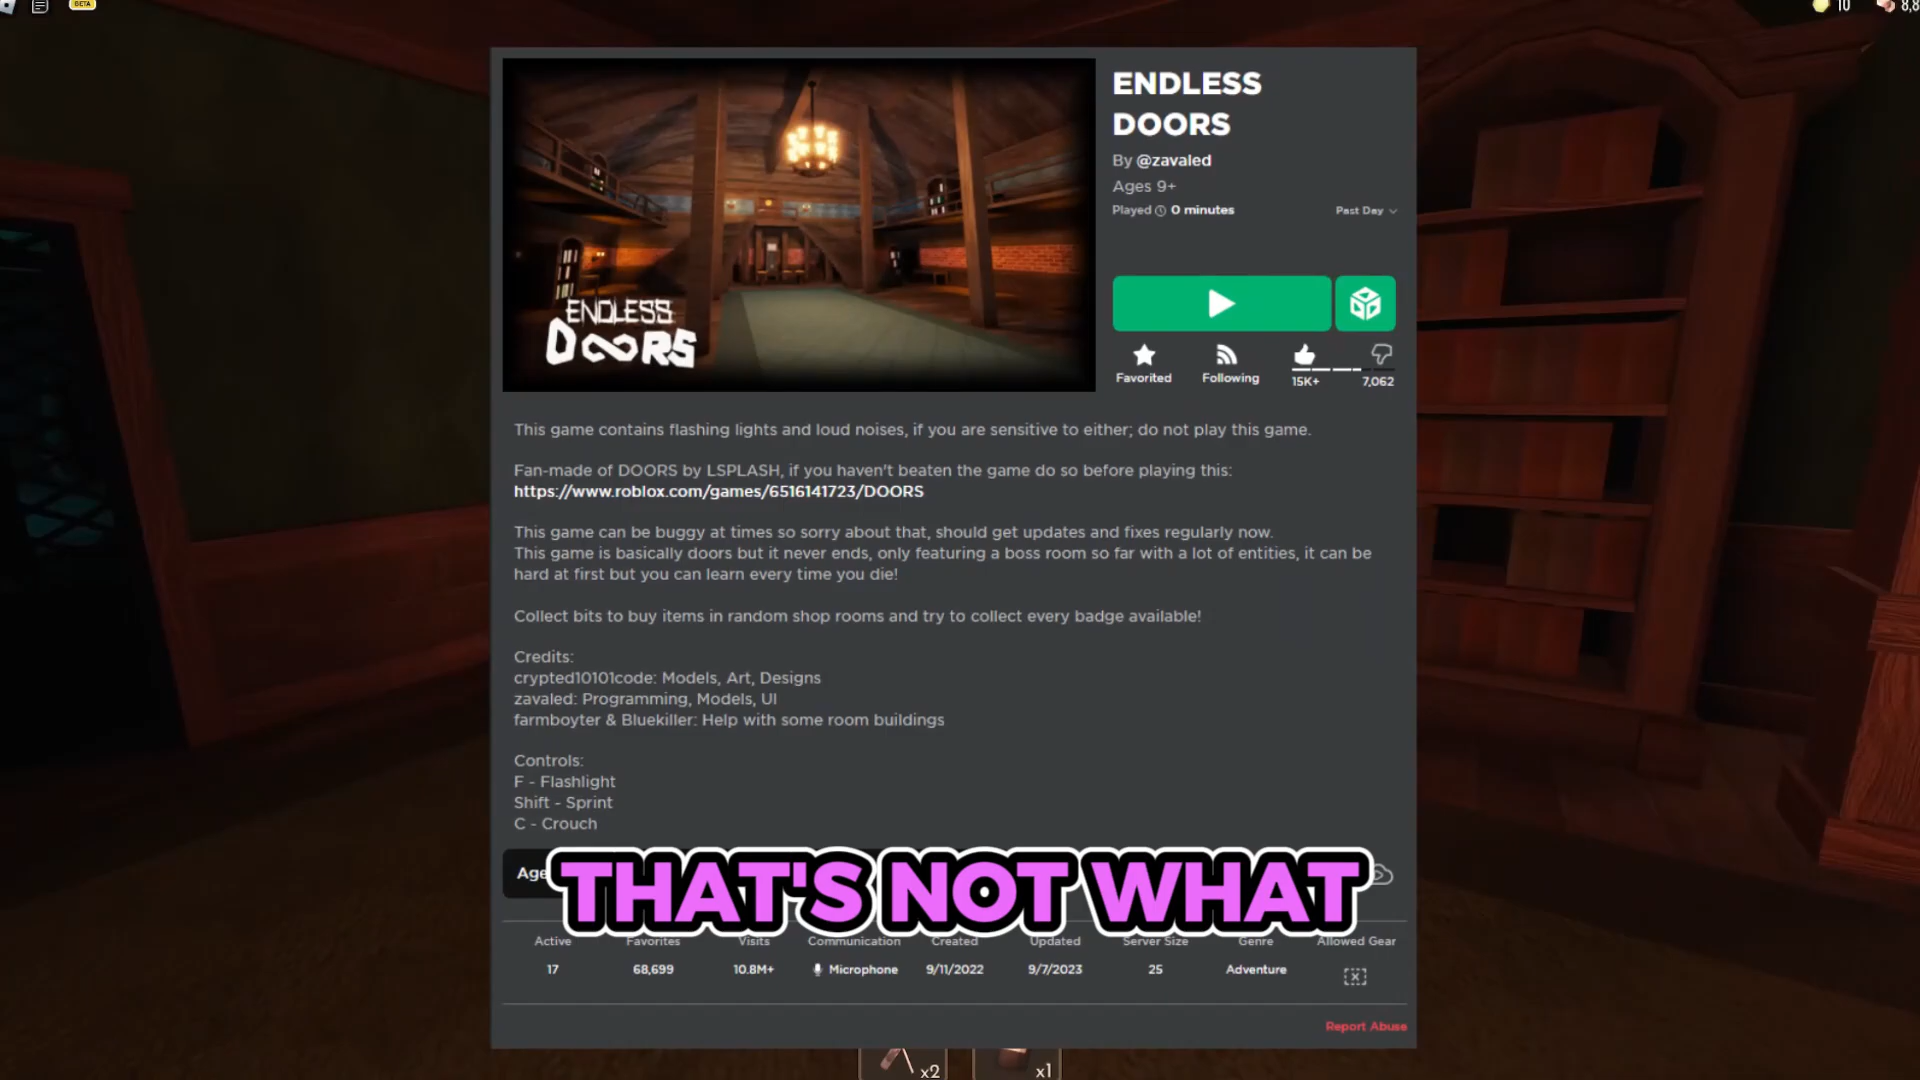 BETA
10
8,8
ENDLESS
DOORS
ENDLESS
DOORS
By @zavaled
Ages 9+
Played 0 minutes
Past Day
Favorited
Following
15K+
7,062
This game contains flashing lights and loud noises, if you are sensitive to either; do not play this game.
Fan-made of DOORS by LSPLASH, if you haven't beaten the game do so before playing this:
https://www.roblox.com/games/6516141723/DOORS
This game can be buggy at times so sorry about that, should get updates and fixes regularly now.
This game is basically doors but it never ends, only featuring a boss room so far with a lot of entities, it can be
hard at first but you can learn every time you die!
Collect bits to buy items in random shop rooms and try to collect every badge available!
Credits:
crypted10101code: Models, Art, Designs
zavaled: Programming, Models, UI
farmboyter & Bluekiller: Help with some room buildings
Controls:
F - Flashlight
Shift - Sprint
C - Crouch
Age
THAT'S NOT WHAT
Active Favorites Visits Communication Created Updated Server Size Genre Allowed Gear
17 68,699 10.8M+ Microphone 9/11/2022 9/7/2023 25 Adventure
Report Abuse
x2
x1